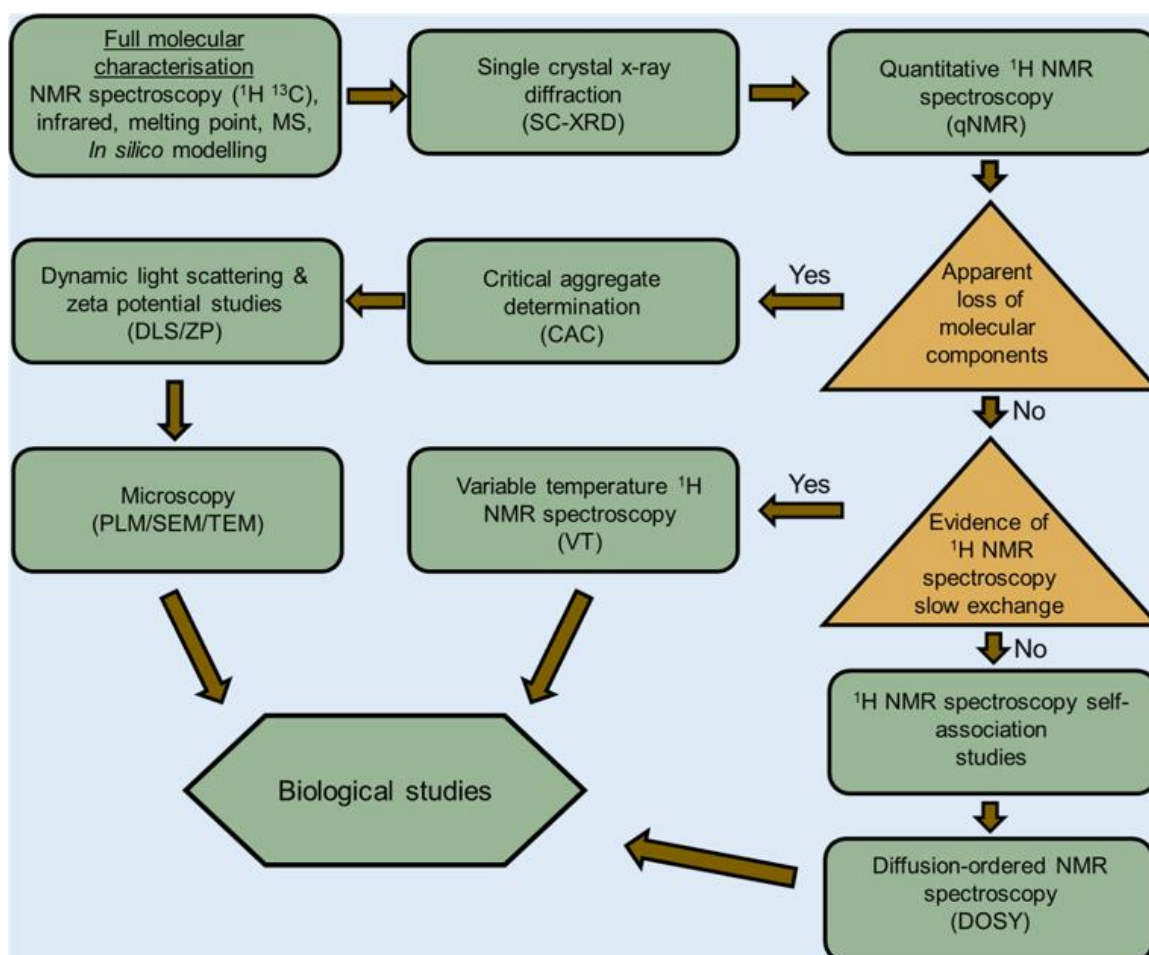 Full molecular
characterisation
NMR spectroscopy (¹H ¹³C),
infrared, melting point, MS,
In silico modelling
Single crystal x-ray
diffraction
(SC-XRD)
Quantitative ¹H NMR
spectroscopy
(qNMR)
Apparent
loss of
molecular
components
Yes
Critical aggregate
determination
(CAC)
Dynamic light scattering &
zeta potential studies
(DLS/ZP)
Microscopy
(PLM/SEM/TEM)
No
Evidence of
¹H NMR
spectroscopy
slow exchange
Yes
Variable temperature ¹H
NMR spectroscopy
(VT)
No
¹H NMR spectroscopy self-
association
studies
Diffusion-ordered NMR
spectroscopy
(DOSY)
Biological studies